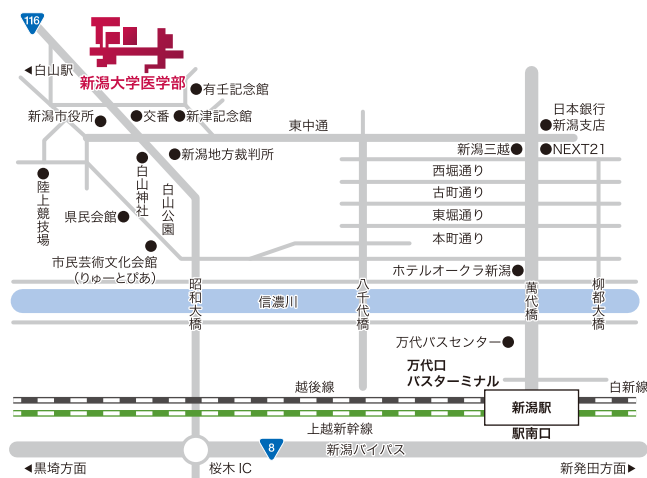 116
◀白山駅
新潟大学医学部
有壬記念館
新潟市役所
交番
新津記念館
東中通
日本銀行
新潟支店
新潟三越
NEXT21
新潟地方裁判所
白山神社
白山公園
陸上競技場
県民会館
西堀通り
古町通り
東堀通り
本町通り
市民芸術文化会館
（りゅーとぴあ）
ホテルオークラ新潟
昭和大橋
信濃川
八千代橋
萬代橋
柳都大橋
万代バスセンター
万代口
バスターミナル
越後線
白新線
新潟駅
上越新幹線
駅南口
8
新潟バイパス
◀黒埼方面
桜木IC
新発田方面▶